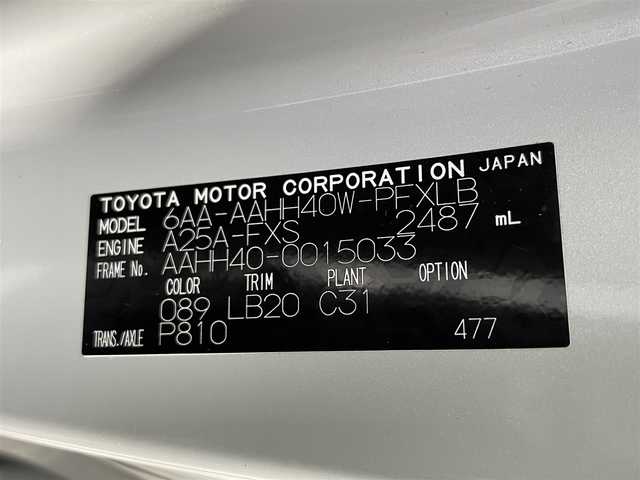 TOYOTA MOTOR CORPORATION JAPAN
MODEL 6AA-AAHH40W-PFXLB
ENGINE A25A-FXS 2487 mL
FRAME No. AAHH40-0015033
COLOR TRIM PLANT OPTION
089 LB20 C31
TRANS./AXLE P810 477